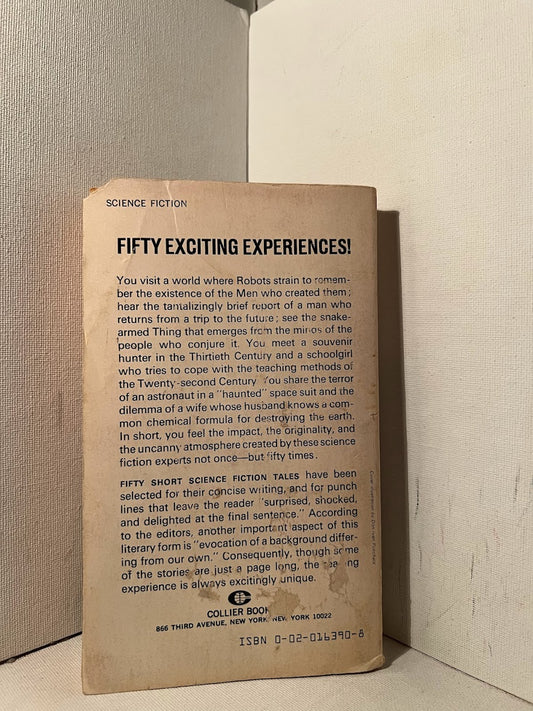 SCIENCE FICTION
FIFTY EXCITING EXPERIENCES!
You visit a world where Robots strain to remem-
ber the existence of the Men who created them;
hear the tantalizingly brief report of a man who
returns from a trip to the future; see the snake-
armed Thing that emerges from the minds of the
people who conjure it. You meet a souvenir
hunter in the Thirtieth Century and a schoolgirl
who tries to cope with the teaching methods of
the Twenty-second Century You share the terror
of an astronaut in a "haunted" space suit and the
dilemma of a wife whose husband knows a com-
mon chemical formula for destroying the earth.
In short, you feel the impact, the originality, and
the uncanny atmosphere created by these science
fiction experts not once—but fifty times.
FIFTY SHORT SCIENCE FICTION TALES have been
selected for their concise writing, and for punch
lines that leave the reader "surprised, shocked,
and delighted at the final sentence." According
to the editors, another important aspect of this
literary form is "evocation of a background differ-
ing from our own." Consequently, though some
of the stories are just a page long, the
experience is always excitingly unique.
COLLIER BOOK
866 THIRD AVENUE, NEW YORK, NEW YORK 10022
ISBN 0-02-016390-8